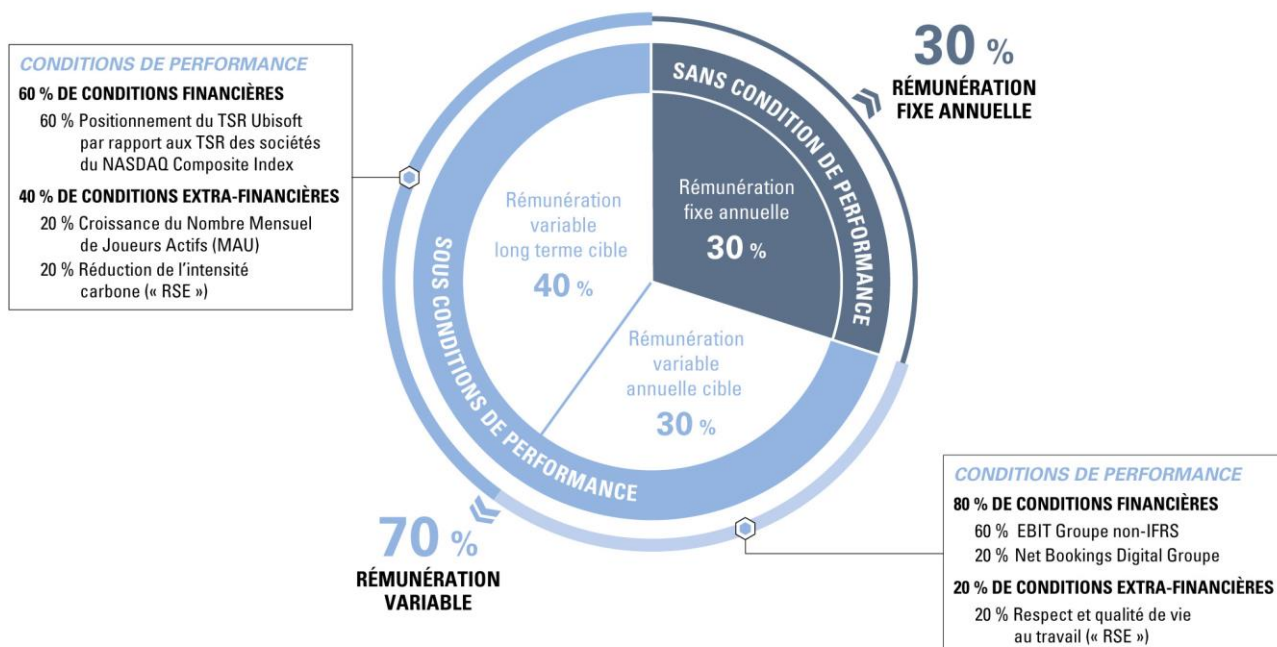 CONDITIONS DE PERFORMANCE
60 % DE CONDITIONS FINANCIÈRES
60 % Positionnement du TSR Ubisoft
par rapport aux TSR des sociétés
du NASDAQ Composite Index
40 % DE CONDITIONS EXTRA-FINANCIÈRES
20 % Croissance du Nombre Mensuel
de Joueurs Actifs (MAU)
20 % Réduction de l'intensité
carbone (« RSE »)
30 %
RÉMUNÉRATION
FIXE ANNUELLE
SANS CONDITION DE PERFORMANCE
Rémunération
fixe annuelle
30 %
Rémunération
variable
long terme cible
40 %
Rémunération
variable
annuelle cible
30 %
SOUS CONDITIONS DE PERFORMANCE
70 %
RÉMUNÉRATION
VARIABLE
CONDITIONS DE PERFORMANCE
80 % DE CONDITIONS FINANCIÈRES
60 % EBIT Groupe non-IFRS
20 % Net Bookings Digital Groupe
20 % DE CONDITIONS EXTRA-FINANCIÈRES
20 % Respect et qualité de vie
au travail (« RSE »)